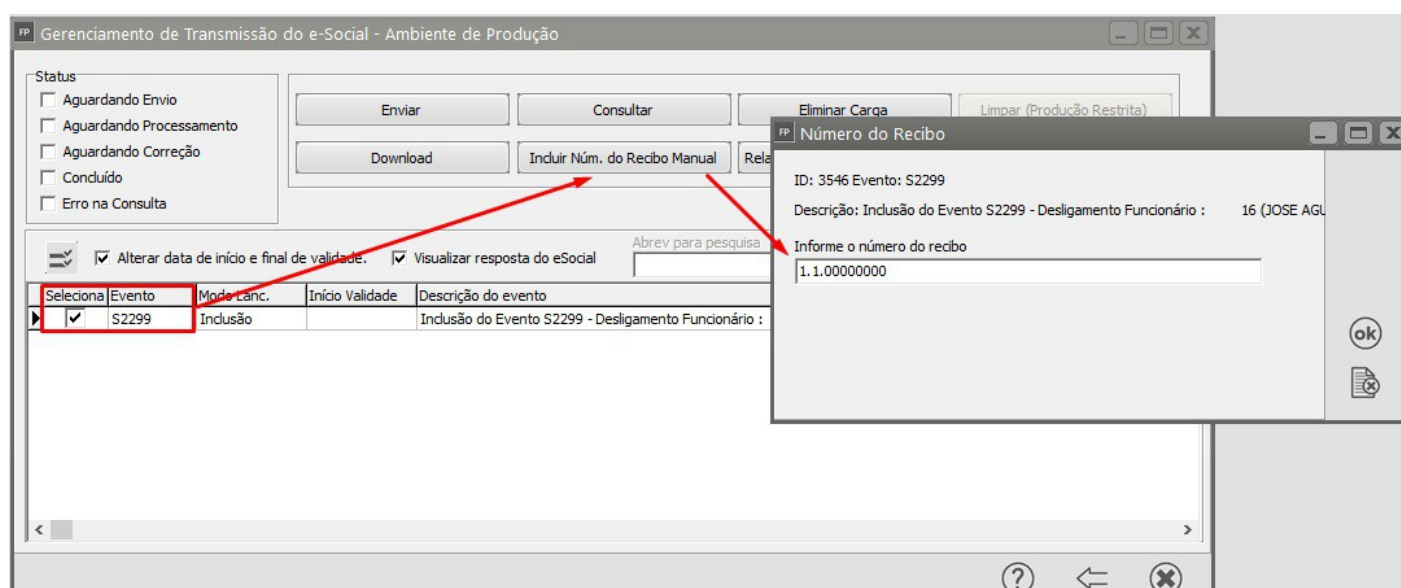 FP Gerenciamento de Transmissão do e-Social - Ambiente de Produção
Status
Aguardando Envio
Aguardando Processamento
Aguardando Correção
Concluído
Erro na Consulta
Enviar Consultar Eliminar Carga Limpar (Produção Restrita)
Download Incluir Núm. do Recibo Manual Rela
FP Número do Recibo
ID: 3546 Evento: S2299
Descrição: Inclusão do Evento S2299 - Desligamento Funcionário : 16 (JOSE AGU
Informe o número do recibo
1.1.00000000
ok
Alterar data de início e final de validade. Visualizar resposta do eSocial Abrev para pesquisa
Seleciona Evento Modo Lanc. Início Validade Descrição do evento
S2299 Inclusão Inclusão do Evento S2299 - Desligamento Funcionário :